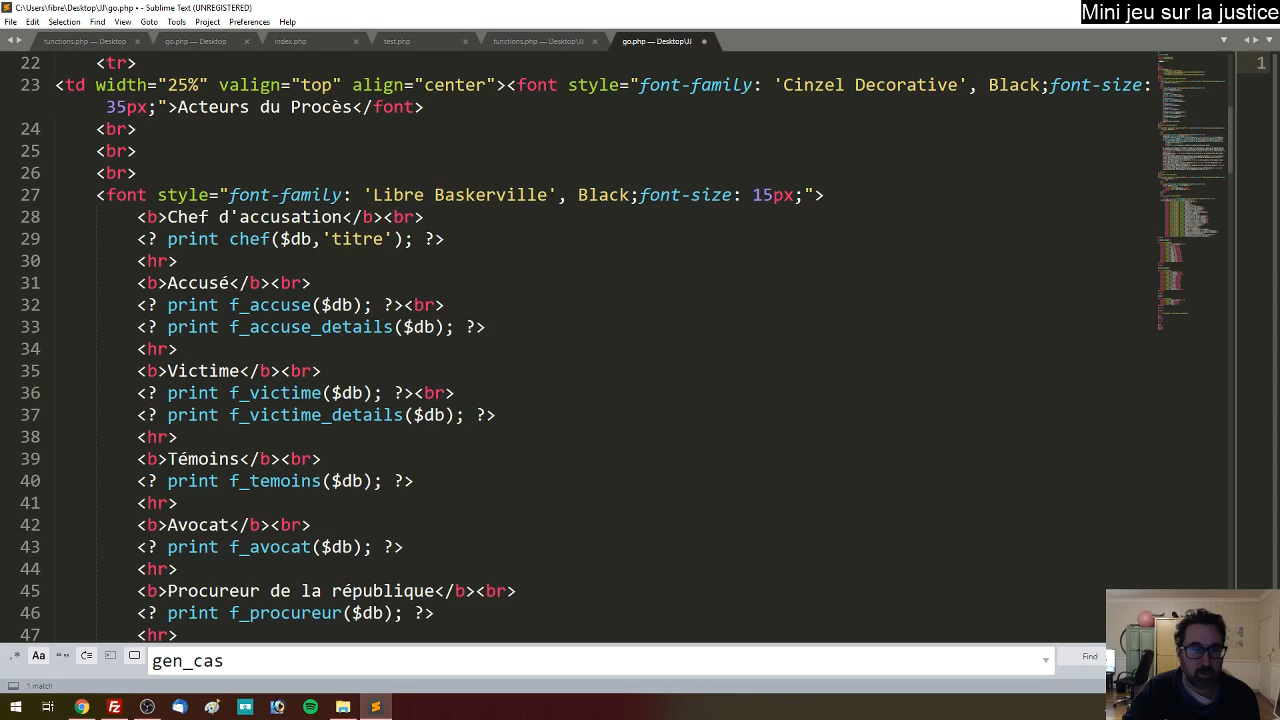 C:\Users\fibre\Desktop\JJ\go.php • - Sublime Text (UNREGISTERED)
Mini jeu sur la justice
File Edit Selection Find View Goto Tools Project Preferences Help
functions.php — Desktop × go.php — Desktop × index.php × test.php × functions.php — Desktop\JJ × go.php — Desktop\JJ
22 <tr>
23 <td width="25%" valign="top" align="center"><font style="font-family: 'Cinzel Decorative', Black;font-size:
35px;">Acteurs du Procès</font>
24 <br>
25 <br>
26 <br>
27 <font style="font-family: 'Libre Baskerville', Black;font-size: 15px;">
28 <b>Chef d'accusation</b><br>
29 <? print chef($db,'titre'); ?>
30 <hr>
31 <b>Accusé</b><br>
32 <? print f_accuse($db); ?><br>
33 <? print f_accuse_details($db); ?>
34 <hr>
35 <b>Victime</b><br>
36 <? print f_victime($db); ?><br>
37 <? print f_victime_details($db); ?>
38 <hr>
39 <b>Témoins</b><br>
40 <? print f_temoins($db); ?>
41 <hr>
42 <b>Avocat</b><br>
43 <? print f_avocat($db); ?>
44 <hr>
45 <b>Procureur de la république</b><br>
46 <? print f_procureur($db); ?>
47 <hr>
1
.* Aa “” gen_cas Find
1 match